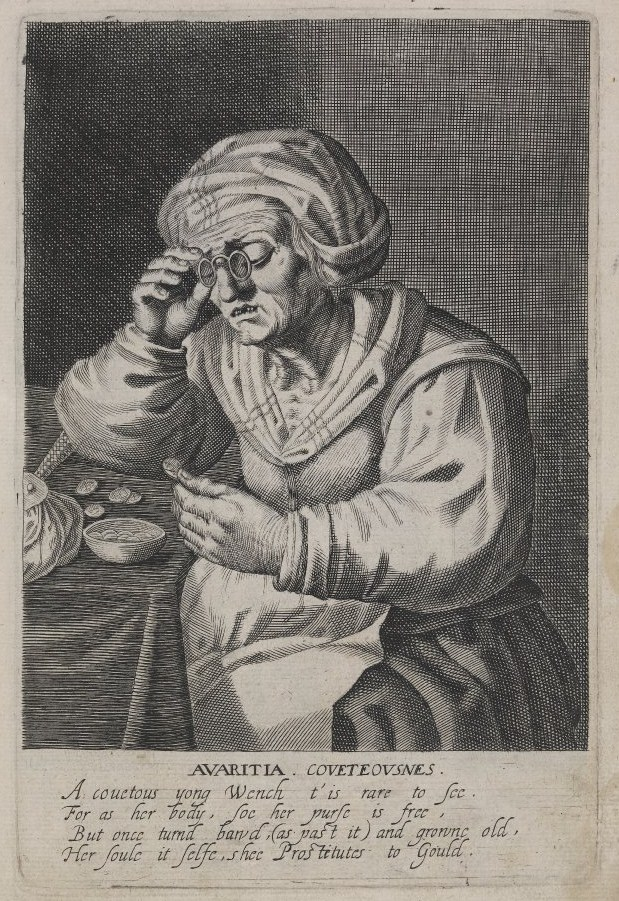 AVARITIA . COVETEOVSNES .
A couetous yong Wench t'is rare to see .
For as her body, soe her purse is free ,
But once turnd bawd, (as past it) and growne old ,
Her soule it selfe, shee Prostitutes to Gould .